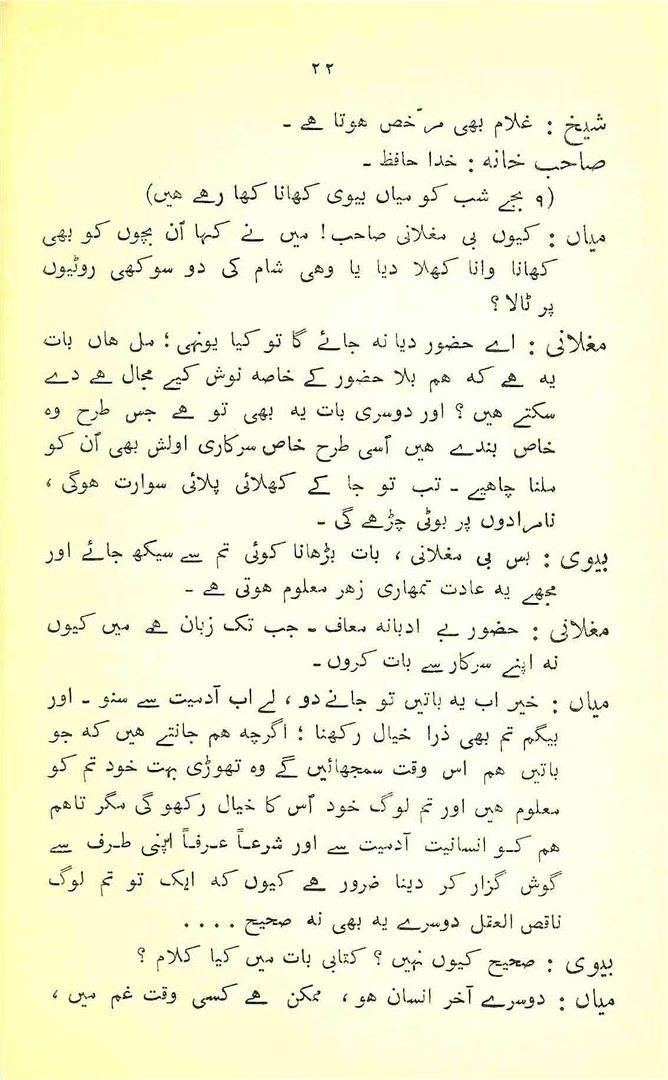 ۲۲
شیخ : غلام بھی مرخّص ہوتا ہے ۔
صاحب خانہ : خدا حافظ ۔
(۹ بجے شب کو میاں بیوی کھانا کھا رہے ہیں)
میاں : کیوں بی مغلانی صاحب ! میں نے کہا اُن بچوں کو بھی
کھانا وانا کھلا دیا یا وہی شام کی دو سوکھی روٹیوں
پر ٹالا ؟
مغلانی : اے حضور دیا نہ جائے گا تو کیا یونہی ؛ مل ہاں بات
یہ ہے کہ ہم بلا حضور کے خاصہ نوش کیے مجال ہے دے
سکتے ہیں ؟ اور دوسری بات یہ بھی تو ہے جس طرح وہ
خاص بندے ہیں اُسی طرح خاص سرکاری اولش بھی اُن کو
ملنا چاہیے ۔ تب تو جا کے کھلائی پلائی سوارت ہوگی ،
نامرادوں پر بوٹی چڑھے گی ۔
بیوی : بس بی مغلانی ، بات بڑھانا کوئی تم سے سیکھ جائے اور
مجھے یہ عادت تمھاری زہر معلوم ہوتی ہے ۔
مغلانی : حضور بے ادبانہ معاف ۔ جب تک زبان ہے میں کیوں
نہ اپنے سرکار سے بات کروں ۔
میاں : خیر اب یہ باتیں تو جانے دو ، لے اب آدمیت سے سنو ۔ اور
بیگم تم بھی ذرا خیال رکھنا ؛ اگرچہ ہم جانتے ہیں کہ جو
باتیں ہم اس وقت سمجھائیں گے وہ تھوڑی بہت خود تم کو
معلوم ہیں اور تم لوگ خود اُس کا خیال رکھو گی مگر تاہم
ہم کو انسانیت آدمیت سے اور شرعاً عرفاً اپنی طرف سے
گوش گزار کر دینا ضرور ہے کیوں کہ ایک تو تم لوگ
ناقص العقل دوسرے یہ بھی نہ صحیح . . . .
بیوی : صحیح کیوں نہیں ؟ کتابی بات میں کیا کلام ؟
میاں : دوسرے آخر انسان ہو ، ممکن ہے کسی وقت غم میں ،